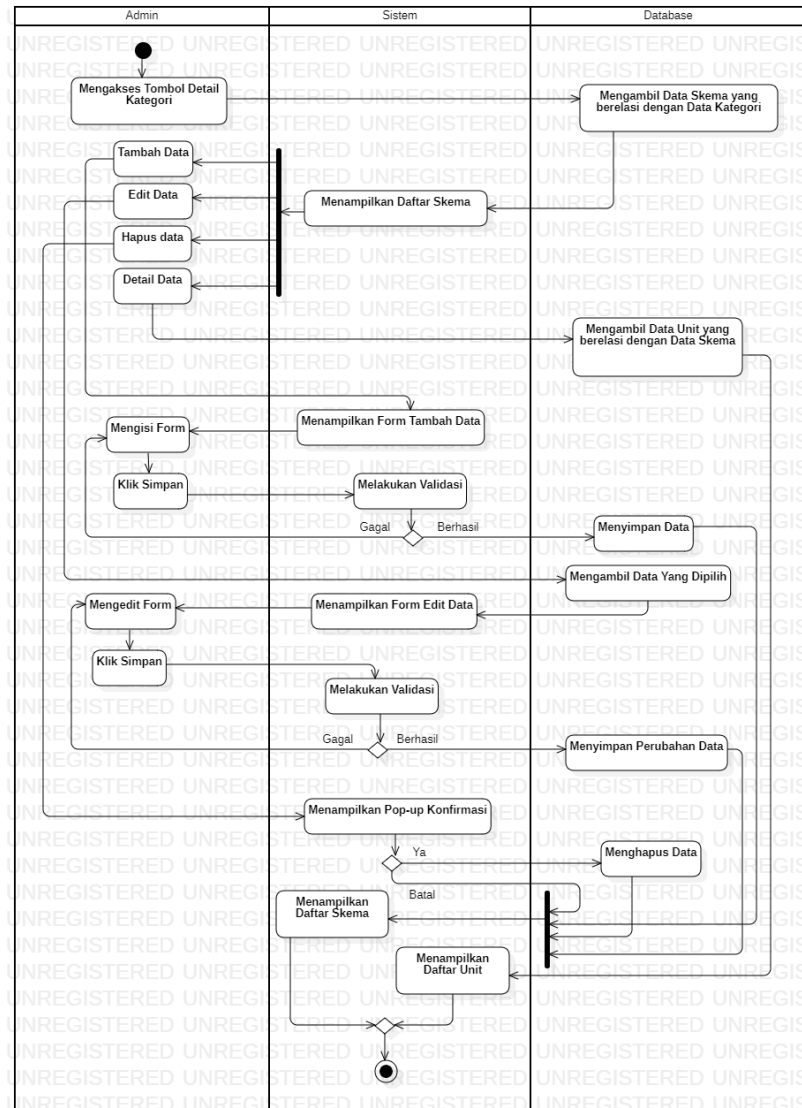 Admin
Sistem
Database
Mengakses Tombol Detail
Kategori
Mengambil Data Skema yang
berelasi dengan Data Kategori
Tambah Data
Edit Data
Menampilkan Daftar Skema
Hapus data
Detail Data
Mengambil Data Unit yang
berelasi dengan Data Skema
Menampilkan Form Tambah Data
Mengisi Form
Klik Simpan
Melakukan Validasi
Gagal
Berhasil
Menyimpan Data
Mengambil Data Yang Dipilih
Mengedit Form
Menampilkan Form Edit Data
Klik Simpan
Melakukan Validasi
Gagal
Berhasil
Menyimpan Perubahan Data
Menampilkan Pop-up Konfirmasi
Ya
Menghapus Data
Batal
Menampilkan
Daftar Skema
Menampilkan
Daftar Unit